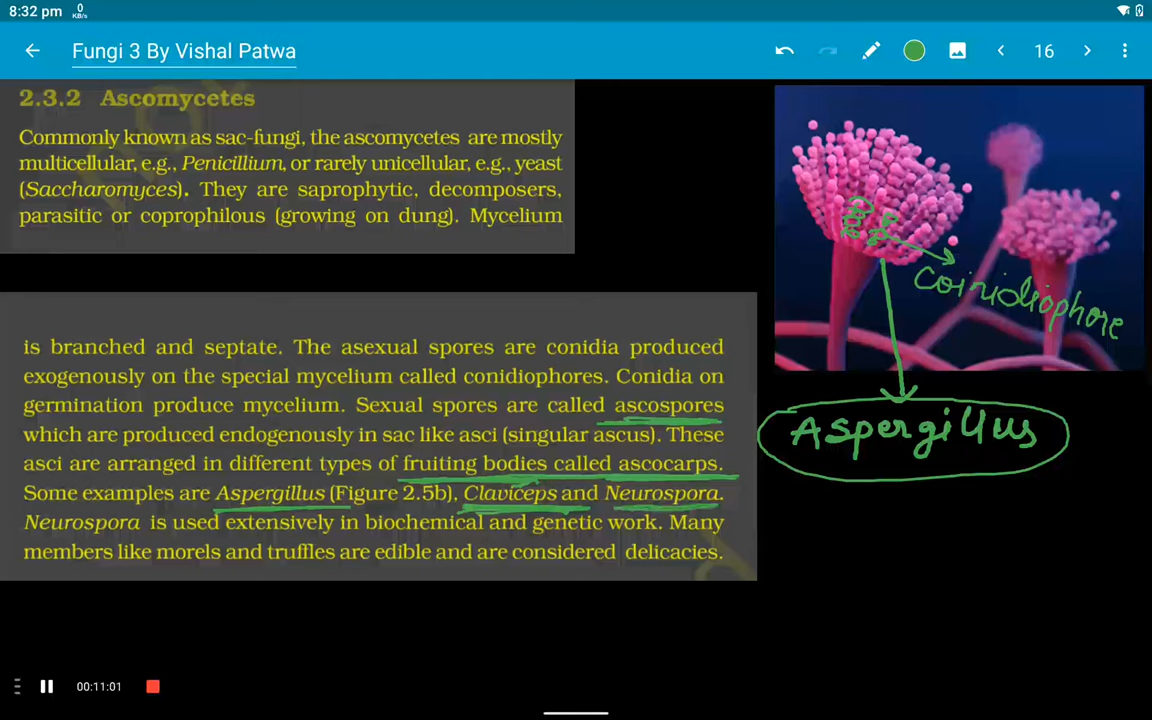 8:32 pm 0 KB/s
Fungi 3 By Vishal Patwa
16
2.3.2 Ascomycetes
Commonly known as sac-fungi, the ascomycetes are mostly
multicellular, e.g., Penicillium, or rarely unicellular, e.g., yeast
(Saccharomyces). They are saprophytic, decomposers,
parasitic or coprophilous (growing on dung). Mycelium
is branched and septate. The asexual spores are conidia produced
exogenously on the special mycelium called conidiophores. Conidia on
germination produce mycelium. Sexual spores are called ascospores
which are produced endogenously in sac like asci (singular ascus). These
asci are arranged in different types of fruiting bodies called ascocarps.
Some examples are Aspergillus (Figure 2.5b), Claviceps and Neurospora.
Neurospora is used extensively in biochemical and genetic work. Many
members like morels and truffles are edible and are considered delicacies.
Coinidiophore
Aspergillus
00:11:01